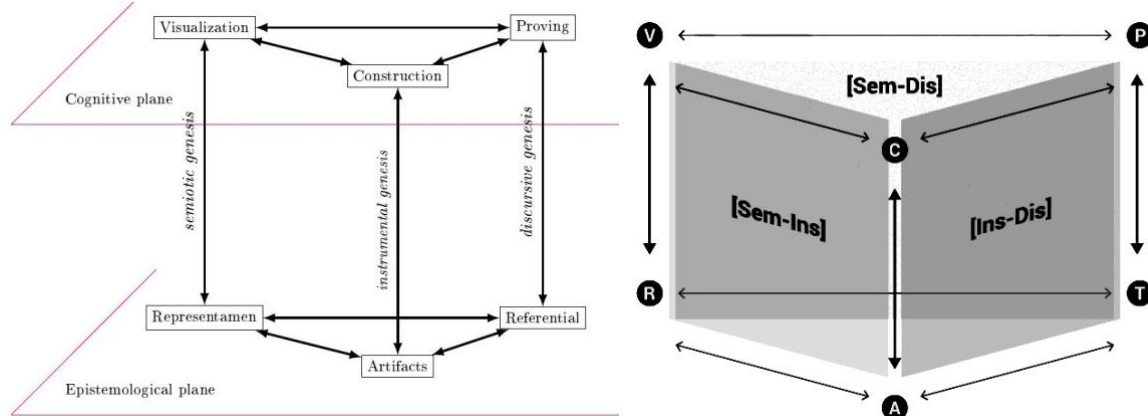 Visualization
Proving
Construction
Cognitive plane
semiotic genesis
instrumental genesis
discursive genesis
Representamen
Referential
Artifacts
Epistemological plane
V
P
[Sem-Dis]
C
[Sem-Ins]
[Ins-Dis]
R
T
A